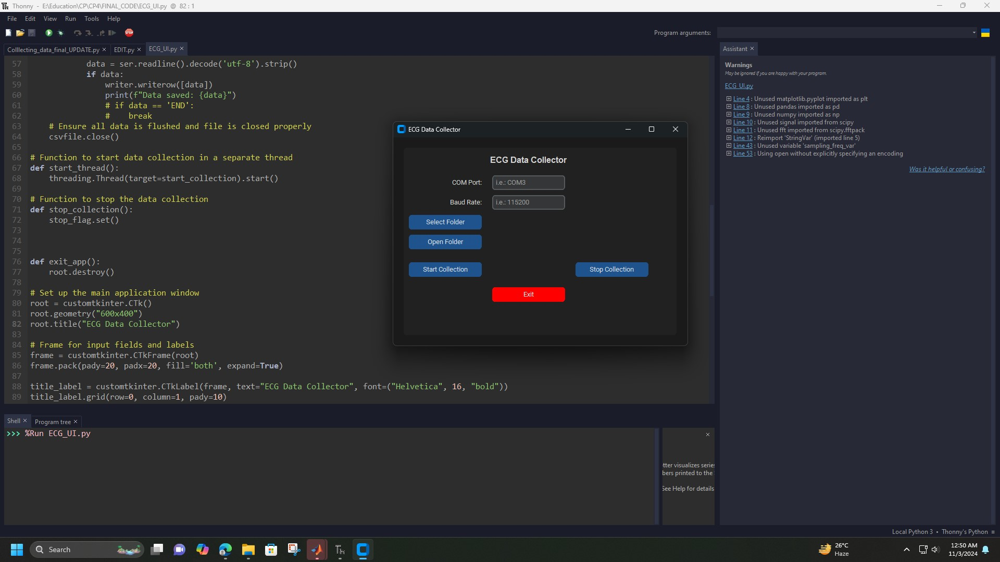 Thonny - E:\Education\CP\CP4\FINAL_CODE\ECG_UI.py @ 82 : 1
File Edit View Run Tools Help
STOP
Program arguments:
Colllecting_data_final_UPDATE.py × EDIT.py × ECG_UI.py ×
57 data = ser.readline().decode('utf-8').strip()
58 if data:
59 writer.writerow([data])
60 print(f"Data saved: {data}")
61 # if data == 'END':
62 # break
63 # Ensure all data is flushed and file is closed properly
64 csvfile.close()
65
66 # Function to start data collection in a separate thread
67 def start_thread():
68 threading.Thread(target=start_collection).start()
69
70 # Function to stop the data collection
71 def stop_collection():
72 stop_flag.set()
73
74
75
76 def exit_app():
77 root.destroy()
78
79 # Set up the main application window
80 root = customtkinter.CTk()
81 root.geometry("600x400")
82 root.title("ECG Data Collector")
83
84 # Frame for input fields and labels
85 frame = customtkinter.CTkFrame(root)
86 frame.pack(pady=20, padx=20, fill='both', expand=True)
87
88 title_label = customtkinter.CTkLabel(frame, text="ECG Data Collector", font=("Helvetica", 16, "bold"))
89 title_label.grid(row=0, column=1, pady=10)
ECG Data Collector
ECG Data Collector
COM Port: i.e.: COM3
Baud Rate: i.e.: 115200
Select Folder
Open Folder
Start Collection Stop Collection
Exit
Assistant ×
Warnings
May be ignored if you are happy with your program.
ECG_UI.py
Line 4 : Unused matplotlib.pyplot imported as plt
Line 8 : Unused pandas imported as pd
Line 9 : Unused numpy imported as np
Line 10 : Unused signal imported from scipy
Line 11 : Unused fft imported from scipy.fftpack
Line 12 : Reimport 'StringVar' (imported line 5)
Line 43 : Unused variable 'sampling_freq_var'
Line 53 : Using open without explicitly specifying an encoding
Was it helpful or confusing?
Shell × Program tree ×
>>> %Run ECG_UI.py
tter visualizes series
bers printed to the
See Help for details
Local Python 3 • Thonny's Python ≡
Search
26°C
Haze
12:50 AM
11/3/2024